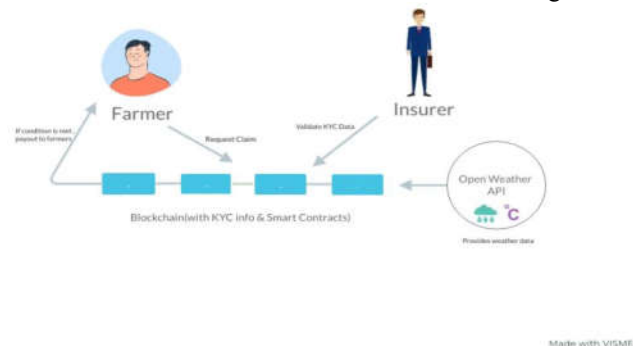 Farmer
Insurer
If condition is met,
payout to farmers
Request Claim
Validate KYC Data
Open Weather
API
°C
Provides weather data
Blockchain(with KYC info & Smart Contracts)
Made with VISME